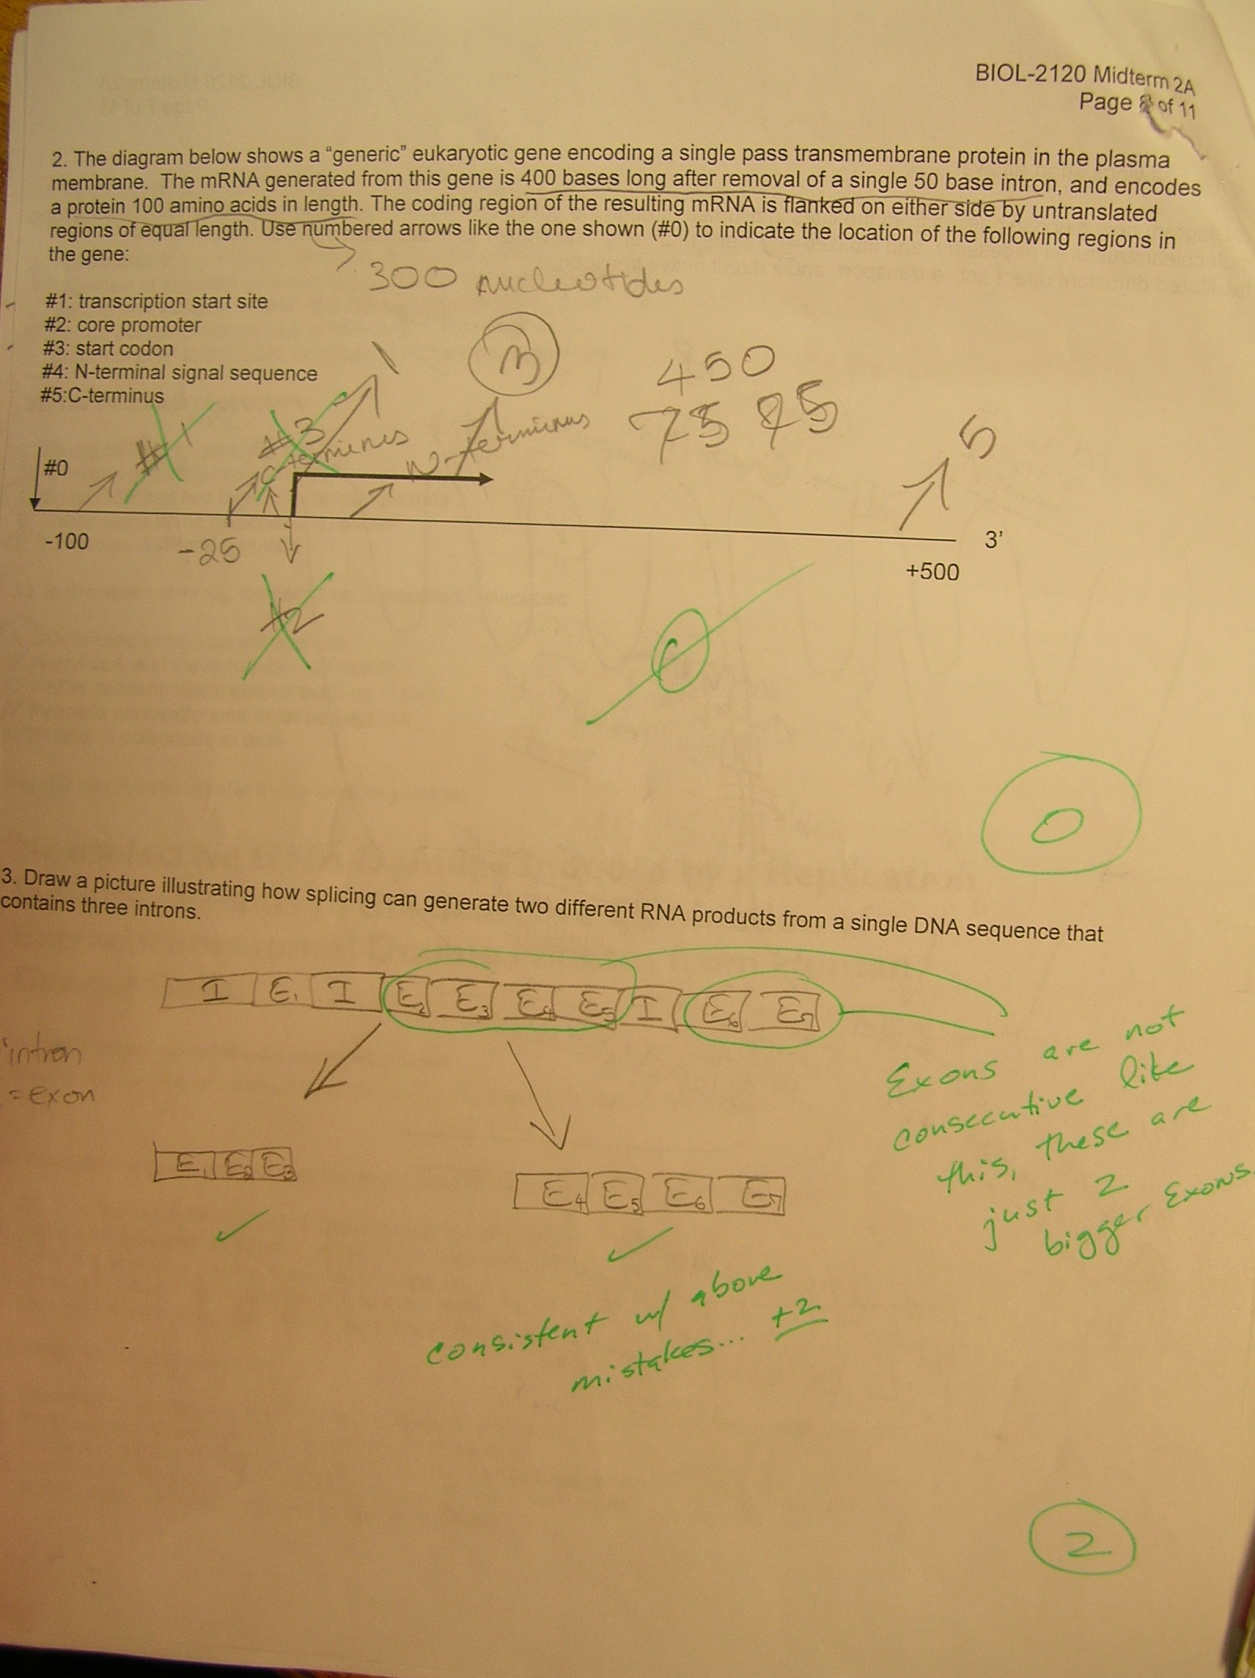 BIOL-2120 Midterm 2A
Page 8 of 11
2. The diagram below shows a “generic” eukaryotic gene encoding a single pass transmembrane protein in the plasma
membrane. The mRNA generated from this gene is 400 bases long after removal of a single 50 base intron, and encodes
a protein 100 amino acids in length. The coding region of the resulting mRNA is flanked on either side by untranslated
regions of equal length. Use numbered arrows like the one shown (#0) to indicate the location of the following regions in
the gene:
300 nucleotides
#1: transcription start site
#2: core promoter
#3: start codon
#4: N-terminal signal sequence
#5:C-terminus
1
3
450
75 75
#1
#3
C-terminus
N-terminus
5
#0
-100
-25
3'
+500
#2
0
3. Draw a picture illustrating how splicing can generate two different RNA products from a single DNA sequence that
contains three introns.
I E1 I E2 E3 E4 E5 I E6 E7
intron
= exon
E1 E2 E3
E4 E5 E6 E7
Exons are not
consecutive like
this, these are
just 2
bigger Exons
consistent w/ above
mistakes... +2
2